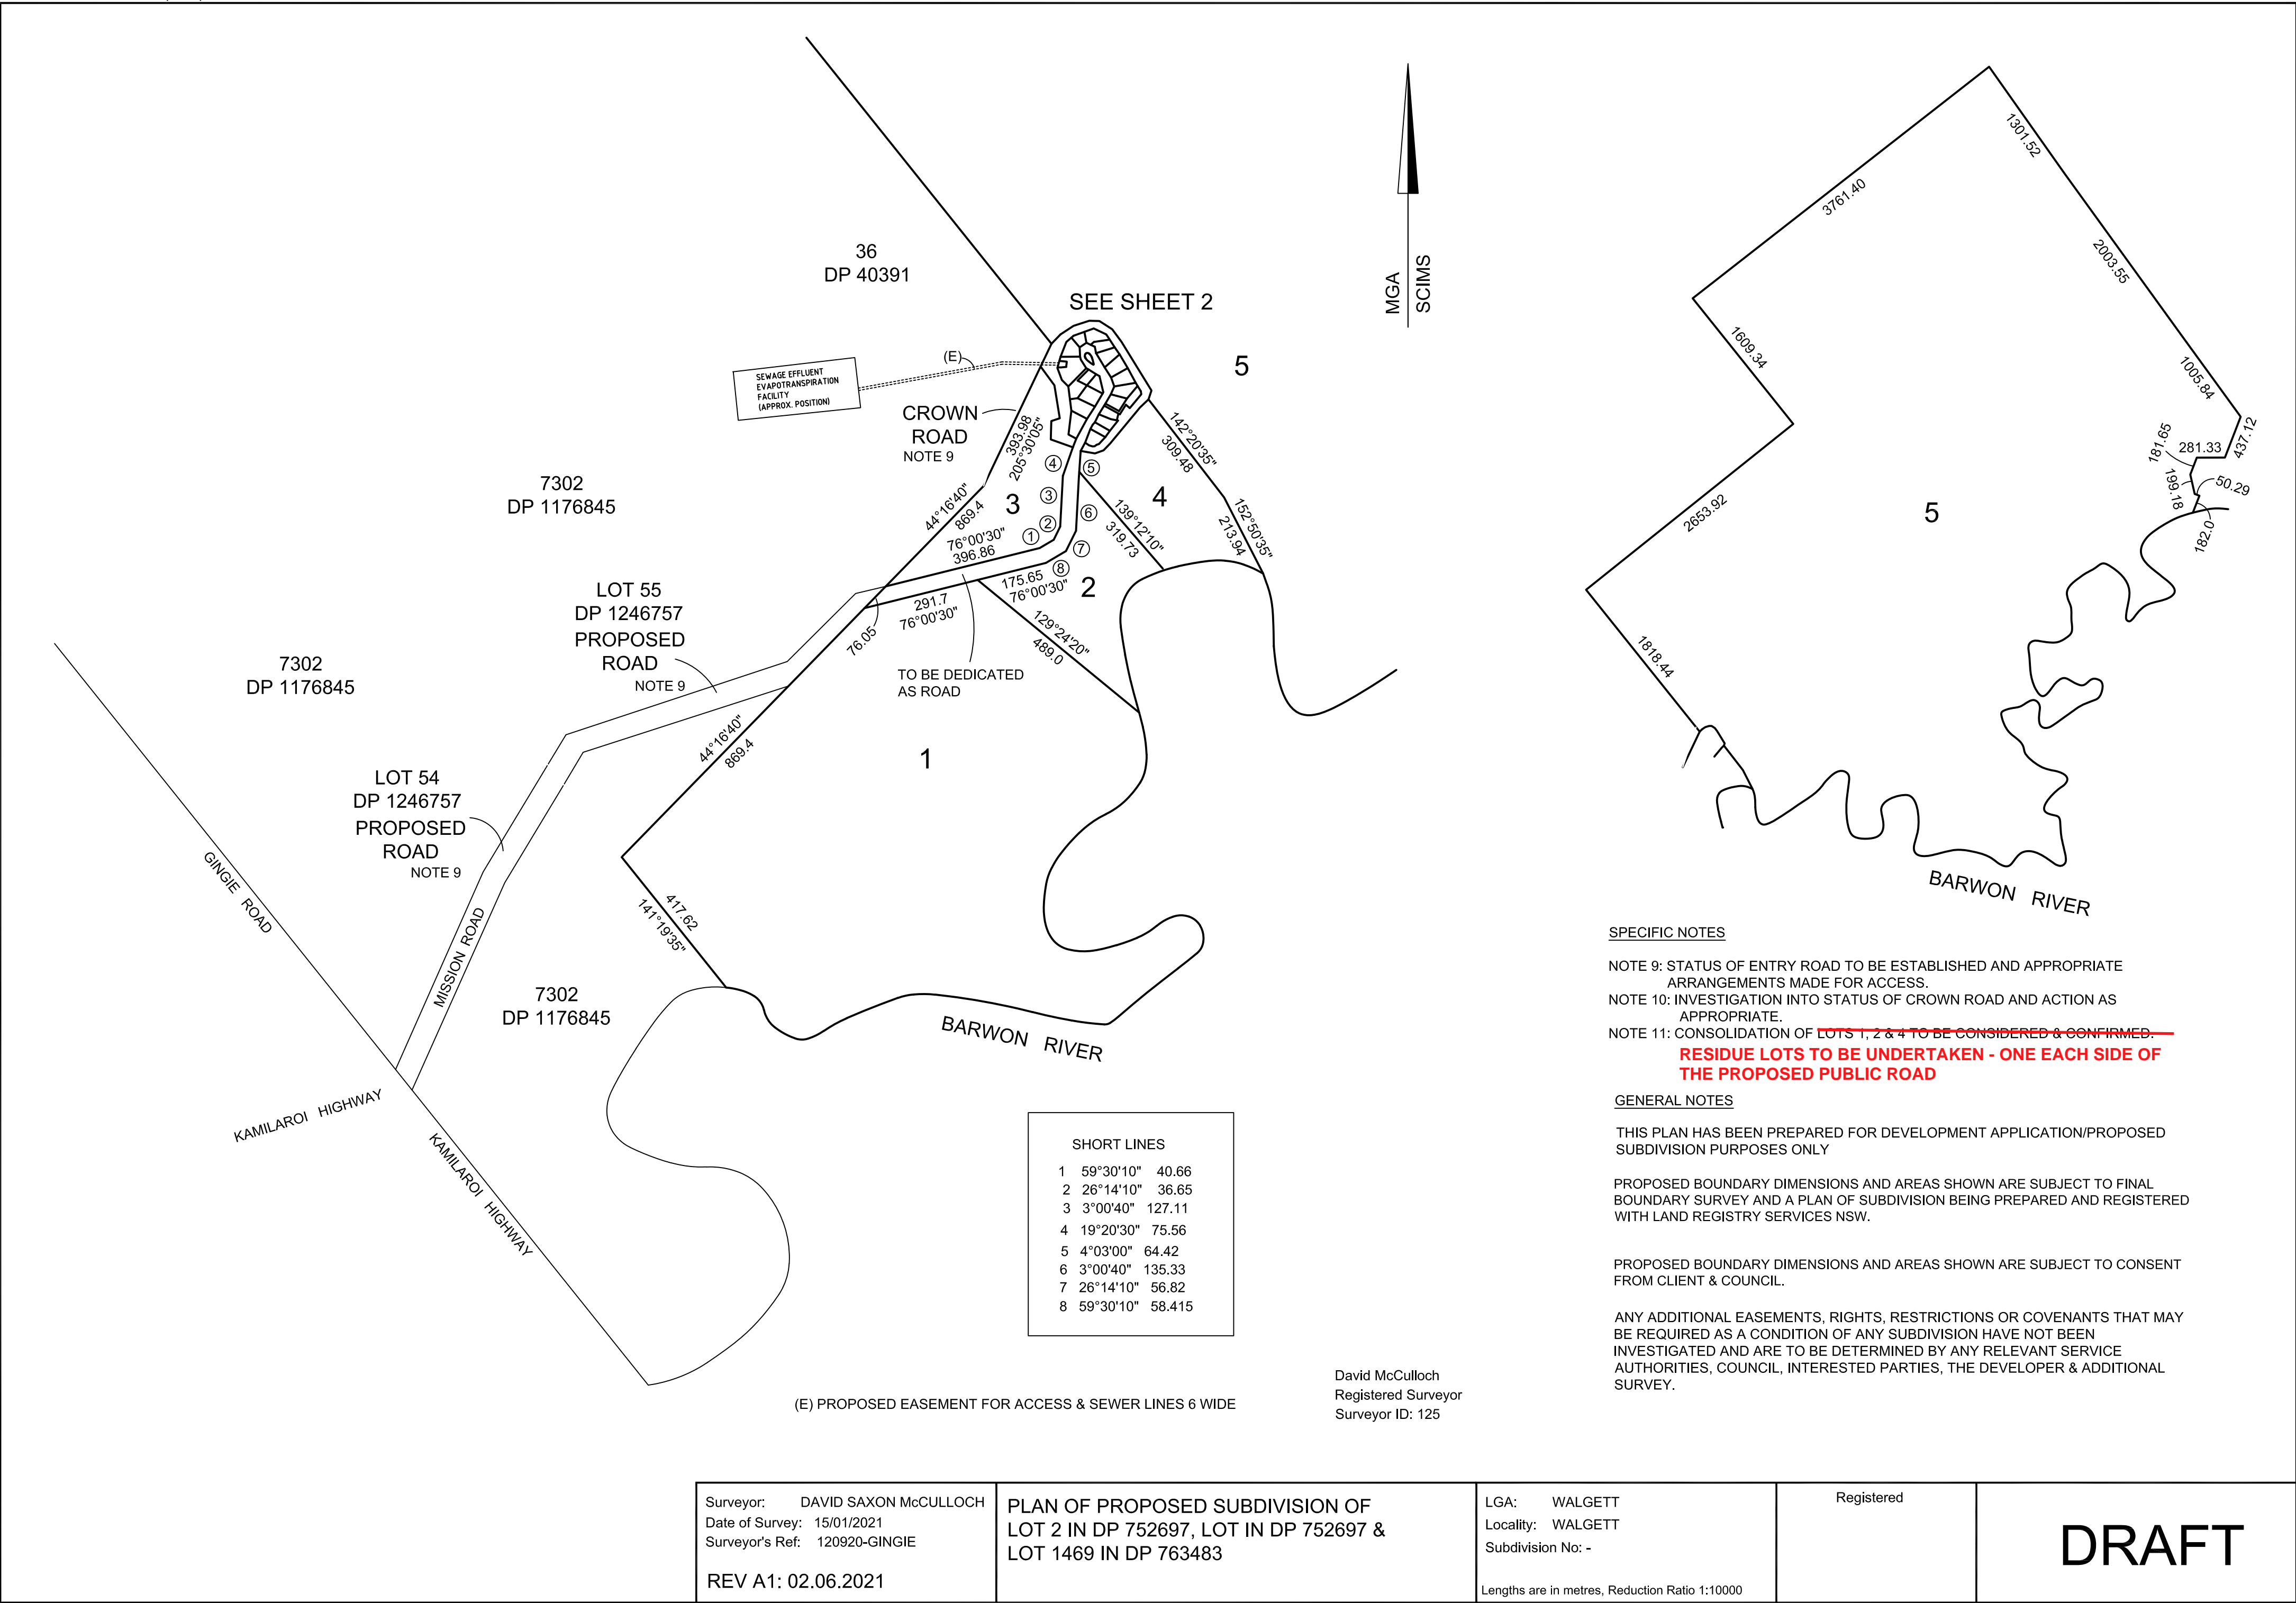 36
DP 40391
SEE SHEET 2
5
MGA
SCIMS
SEWAGE EFFLUENT
EVAPOTRANSPIRATION
FACILITY
(APPROX. POSITION)
(E)
CROWN
ROAD
NOTE 9
393.98
205°30'05"
142°20'35"
309.48
7302
DP 1176845
44°16'40"
869.4
3
4
4
5
3
2
1
6
7
8
76°00'30"
396.86
139°12'10"
319.73
152°50'35"
213.94
LOT 55
DP 1246757
PROPOSED
ROAD
NOTE 9
175.65
76°00'30"
2
291.7
76°00'30"
76.05
129°24'20"
489.0
TO BE DEDICATED
AS ROAD
7302
DP 1176845
44°16'40"
869.4
1
LOT 54
DP 1246757
PROPOSED
ROAD
NOTE 9
GINGIE ROAD
MISSION ROAD
417.62
141°19'35"
7302
DP 1176845
BARWON RIVER
KAMILAROI HIGHWAY
KAMILAROI HIGHWAY
1301.52
3761.40
2003.55
1609.34
1005.84
437.12
181.65
281.33
199.18
50.29
182.0
2653.92
5
1818.44
BARWON RIVER
SHORT LINES
1 59°30'10" 40.66
2 26°14'10" 36.65
3 3°00'40" 127.11
4 19°20'30" 75.56
5 4°03'00" 64.42
6 3°00'40" 135.33
7 26°14'10" 56.82
8 59°30'10" 58.415
SPECIFIC NOTES
NOTE 9: STATUS OF ENTRY ROAD TO BE ESTABLISHED AND APPROPRIATE
ARRANGEMENTS MADE FOR ACCESS.
NOTE 10: INVESTIGATION INTO STATUS OF CROWN ROAD AND ACTION AS
APPROPRIATE.
NOTE 11: CONSOLIDATION OF LOTS 1, 2 & 4 TO BE CONSIDERED & CONFIRMED.
RESIDUE LOTS TO BE UNDERTAKEN - ONE EACH SIDE OF
THE PROPOSED PUBLIC ROAD
GENERAL NOTES
THIS PLAN HAS BEEN PREPARED FOR DEVELOPMENT APPLICATION/PROPOSED
SUBDIVISION PURPOSES ONLY
PROPOSED BOUNDARY DIMENSIONS AND AREAS SHOWN ARE SUBJECT TO FINAL
BOUNDARY SURVEY AND A PLAN OF SUBDIVISION BEING PREPARED AND REGISTERED
WITH LAND REGISTRY SERVICES NSW.
PROPOSED BOUNDARY DIMENSIONS AND AREAS SHOWN ARE SUBJECT TO CONSENT
FROM CLIENT & COUNCIL.
ANY ADDITIONAL EASEMENTS, RIGHTS, RESTRICTIONS OR COVENANTS THAT MAY
BE REQUIRED AS A CONDITION OF ANY SUBDIVISION HAVE NOT BEEN
INVESTIGATED AND ARE TO BE DETERMINED BY ANY RELEVANT SERVICE
AUTHORITIES, COUNCIL, INTERESTED PARTIES, THE DEVELOPER & ADDITIONAL
SURVEY.
(E) PROPOSED EASEMENT FOR ACCESS & SEWER LINES 6 WIDE
David McCulloch
Registered Surveyor
Surveyor ID: 125
Surveyor: DAVID SAXON McCULLOCH
Date of Survey: 15/01/2021
Surveyor's Ref: 120920-GINGIE
REV A1: 02.06.2021
PLAN OF PROPOSED SUBDIVISION OF
LOT 2 IN DP 752697, LOT IN DP 752697 &
LOT 1469 IN DP 763483
LGA: WALGETT
Locality: WALGETT
Subdivision No: -
Lengths are in metres, Reduction Ratio 1:10000
Registered
DRAFT